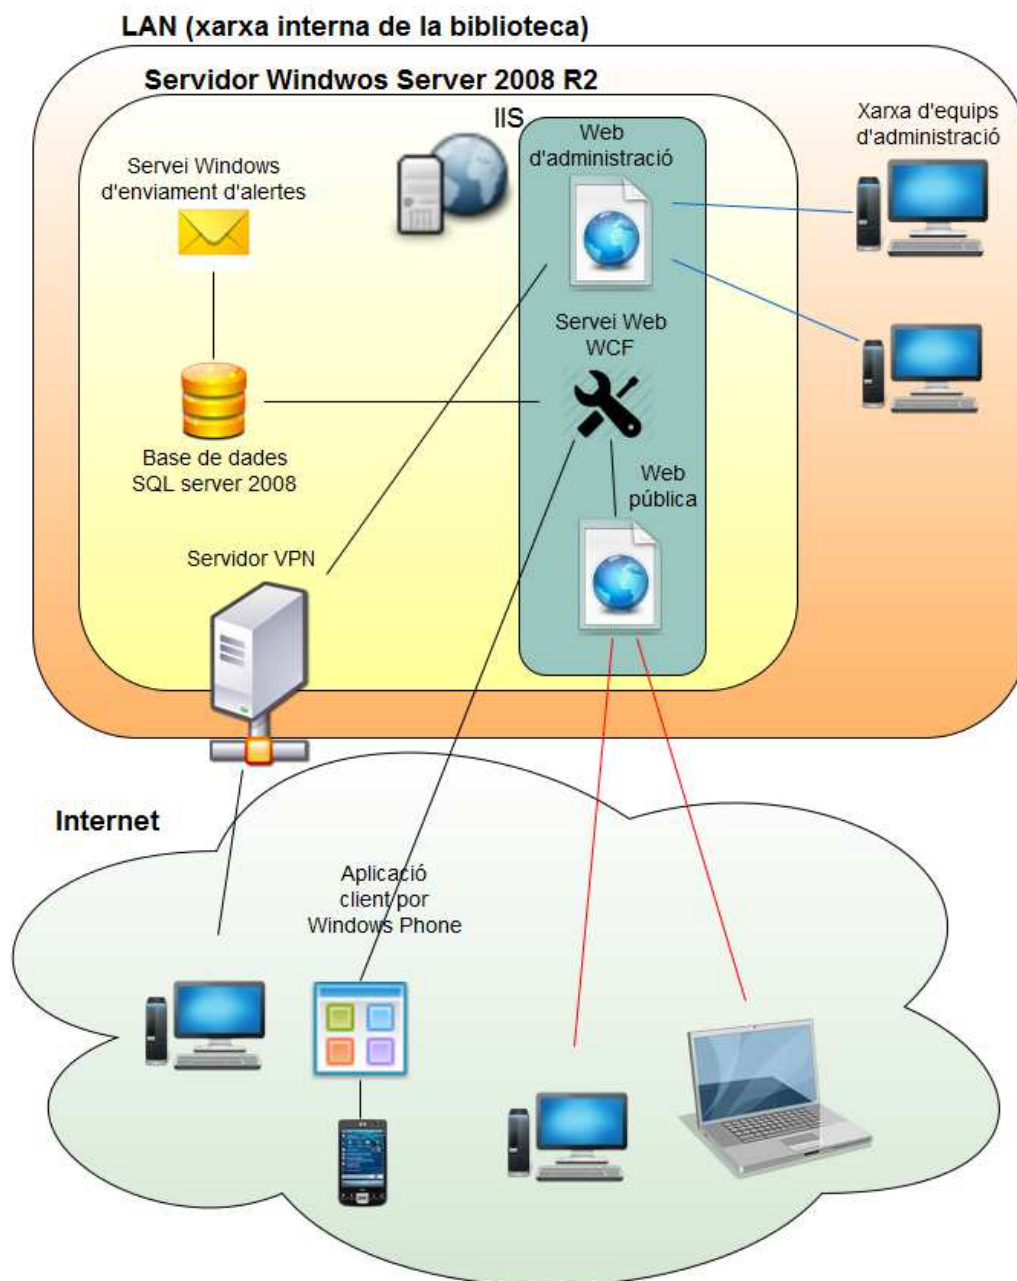 LAN (xarxa interna de la biblioteca)
Servidor Windwos Server 2008 R2
IIS
Web
d'administració
Xarxa d'equips
d'administració
Servei Windows
d'enviament d'alertes
Servei Web
WCF
Base de dades
SQL server 2008
Web
pública
Servidor VPN
Internet
Aplicació
client por
Windows Phone